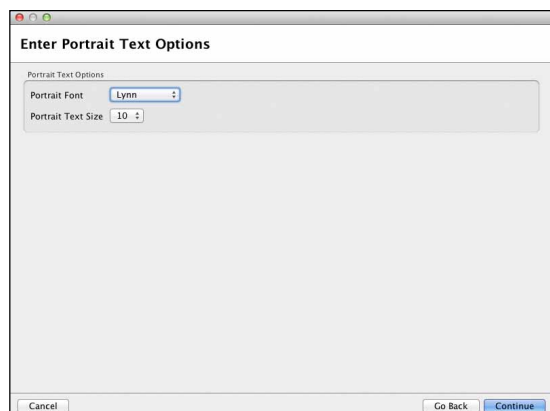 Enter Portrait Text Options
Portrait Text Options
Portrait Font Lynn
Portrait Text Size 10
Cancel Go Back Continue